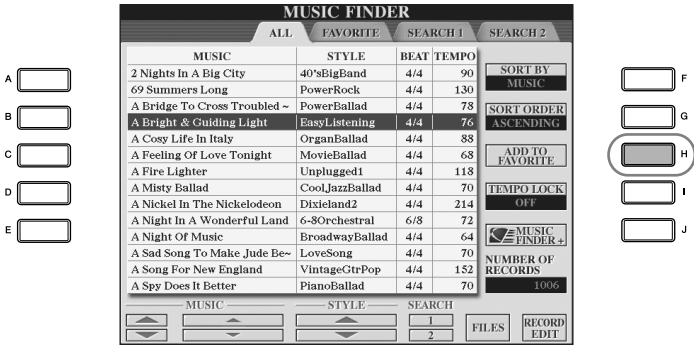 MUSIC FINDER
ALL FAVORITE SEARCH 1 SEARCH 2
MUSIC STYLE BEAT TEMPO
2 Nights In A Big City 40'sBigBand 4/4 90
69 Summers Long PowerRock 4/4 130
A Bridge To Cross Troubled ~ PowerBallad 4/4 78
A Bright & Guiding Light EasyListening 4/4 76
A Cosy Life In Italy OrganBallad 4/4 88
A Feeling Of Love Tonight MovieBallad 4/4 68
A Fire Lighter Unplugged1 4/4 118
A Misty Ballad CoolJazzBallad 4/4 70
A Nickel In The Nickelodeon Dixieland2 4/4 214
A Night In A Wonderful Land 6-8Orchestral 6/8 72
A Night Of Music BroadwayBallad 4/4 64
A Sad Song To Make Jude Be~ LoveSong 4/4 70
A Song For New England VintageGtrPop 4/4 152
A Spy Does It Better PianoBallad 4/4 70
SORT BY
MUSIC
SORT ORDER
ASCENDING
ADD TO
FAVORITE
TEMPO LOCK
OFF
MUSIC
FINDER+
NUMBER OF
RECORDS
1006
MUSIC STYLE SEARCH
1
2
FILES
RECORD
EDIT
A
B
C
D
E
F
G
H
I
J